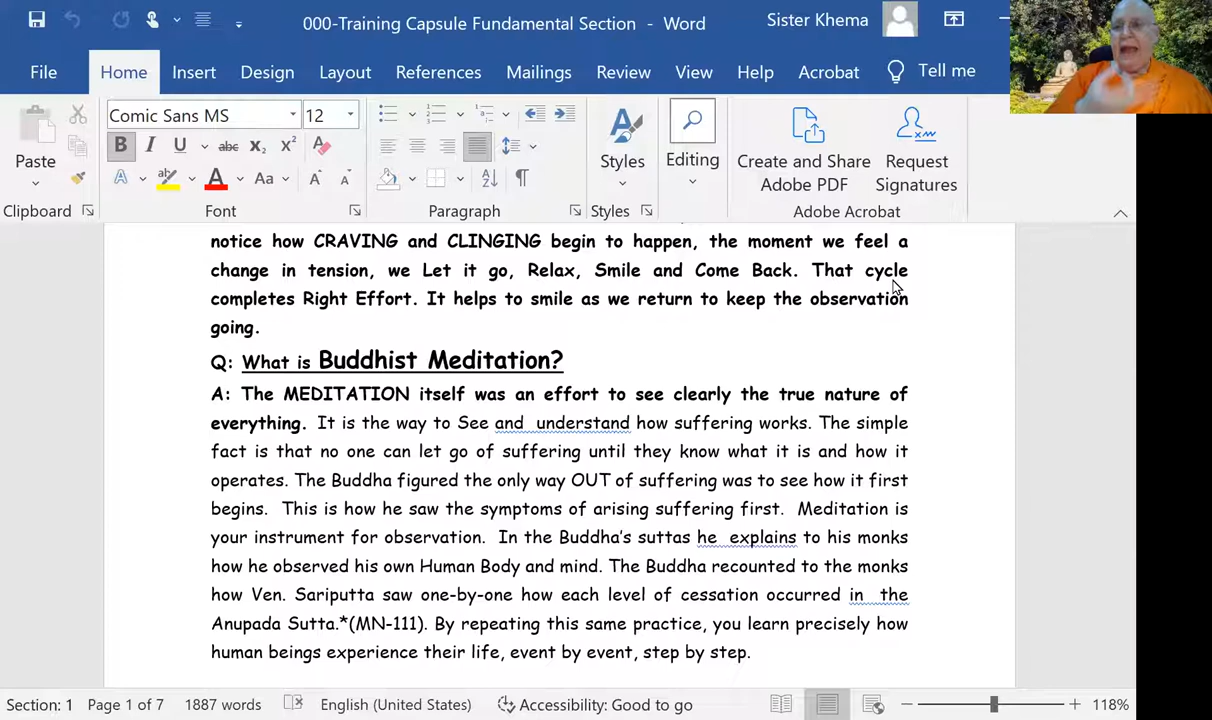 000-Training Capsule Fundamental Section - Word
Sister Khema
File Home Insert Design Layout References Mailings Review View Help Acrobat Tell me
Comic Sans MS 12
Paste
Styles
Editing
Create and Share Adobe PDF
Request Signatures
Clipboard
Font
Paragraph
Styles
Adobe Acrobat
notice how CRAVING and CLINGING begin to happen, the moment we feel a
change in tension, we Let it go, Relax, Smile and Come Back. That cycle
completes Right Effort. It helps to smile as we return to keep the observation
going.
Q: What is Buddhist Meditation?
A: The MEDITATION itself was an effort to see clearly the true nature of
everything. It is the way to See and understand how suffering works. The simple
fact is that no one can let go of suffering until they know what it is and how it
operates. The Buddha figured the only way OUT of suffering was to see how it first
begins. This is how he saw the symptoms of arising suffering first. Meditation is
your instrument for observation. In the Buddha's suttas he explains to his monks
how he observed his own Human Body and mind. The Buddha recounted to the monks
how Ven. Sariputta saw one-by-one how each level of cessation occurred in the
Anupada Sutta.*(MN-111). By repeating this same practice, you learn precisely how
human beings experience their life, event by event, step by step.
Section: 1 Page 1 of 7 1887 words English (United States) Accessibility: Good to go 118%